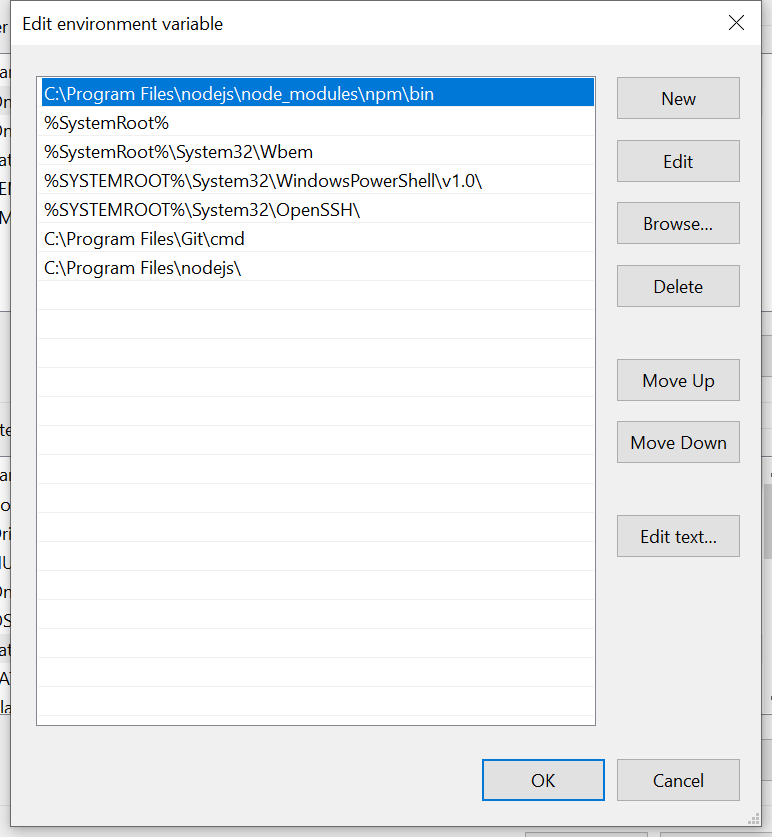 Edit environment variable
C:\Program Files\nodejs\node_modules\npm\bin
%SystemRoot%
%SystemRoot%\System32\Wbem
%SYSTEMROOT%\System32\WindowsPowerShell\v1.0\
%SYSTEMROOT%\System32\OpenSSH\
C:\Program Files\Git\cmd
C:\Program Files\nodejs\
New
Edit
Browse...
Delete
Move Up
Move Down
Edit text...
OK
Cancel